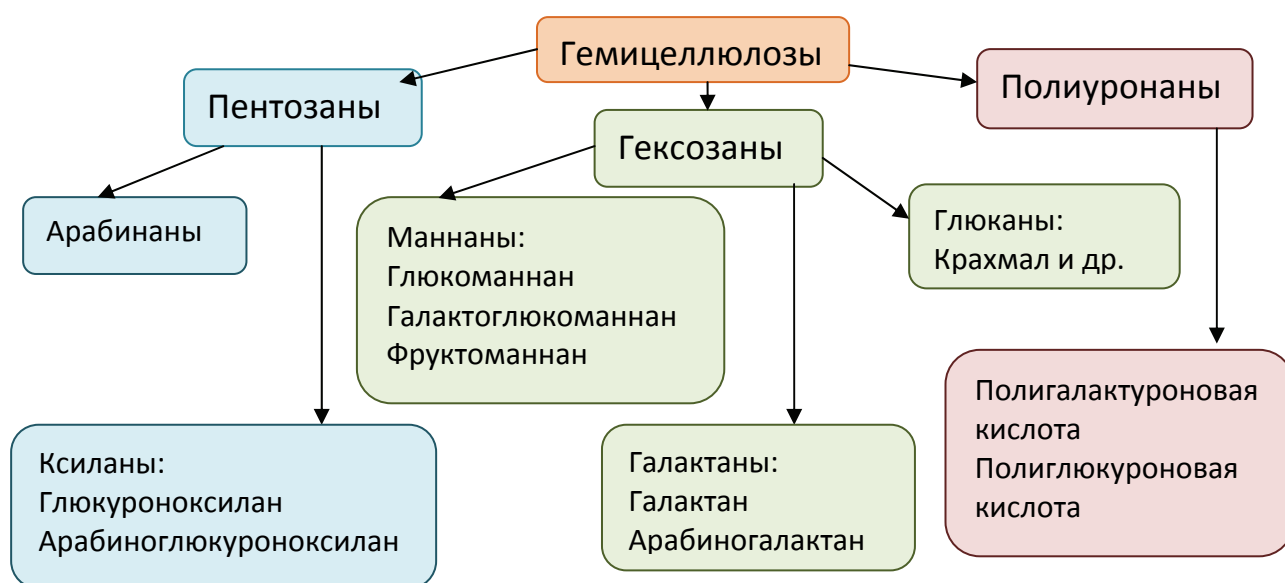 Гемицеллюлозы
Пентозаны
Полиуронаны
Гексозаны
Арабинаны
Маннаны:
Глюкоманнан
Галактоглюкоманнан
Фруктоманнан
Глюканы:
Крахмал и др.
Ксиланы:
Глюкуроноксилан
Арабиноглюкуроноксилан
Галактаны:
Галактан
Арабиногалактан
Полигалактуроновая
кислота
Полиглюкуроновая
кислота